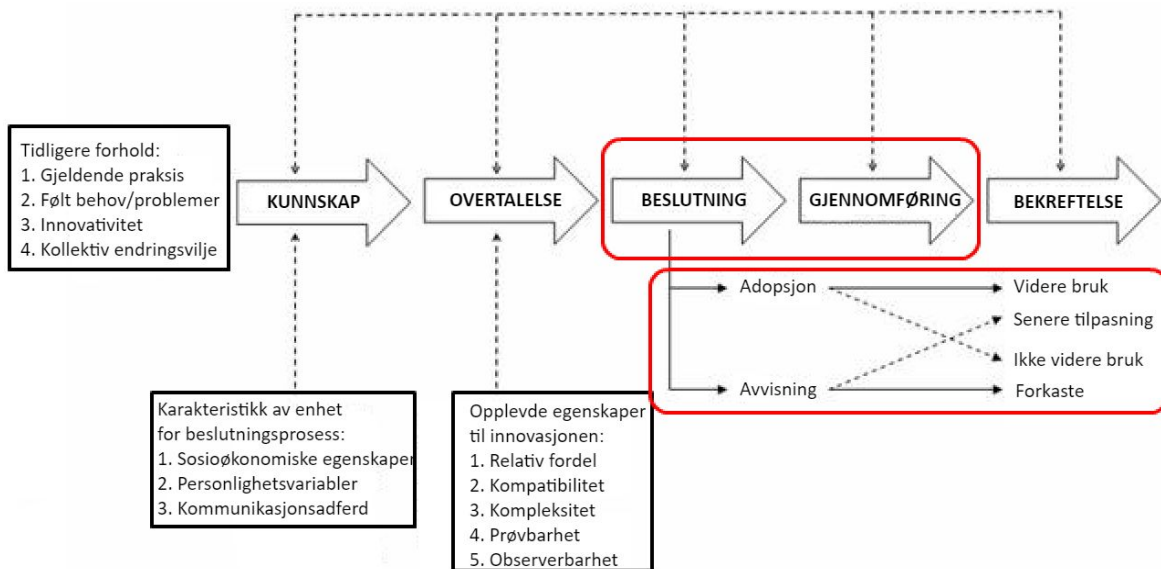 Tidligere forhold:
1. Gjeldende praksis
2. Følt behov/problemer
3. Innovativitet
4. Kollektiv endringsvilje
KUNNSKAP
OVERTALELSE
BESLUTNING
GJENNOMFØRING
BEKREFTELSE
Adopsjon
Avvisning
Videre bruk
Senere tilpasning
Ikke videre bruk
Forkaste
Karakteristikk av enhet
for beslutningsprosess:
1. Sosioøkonomiske egenskaper
2. Personlighetsvariabler
3. Kommunikasjonsadferd
Opplevde egenskaper
til innovasjonen:
1. Relativ fordel
2. Kompatibilitet
3. Kompleksitet
4. Prøvbarhet
5. Observerbarhet